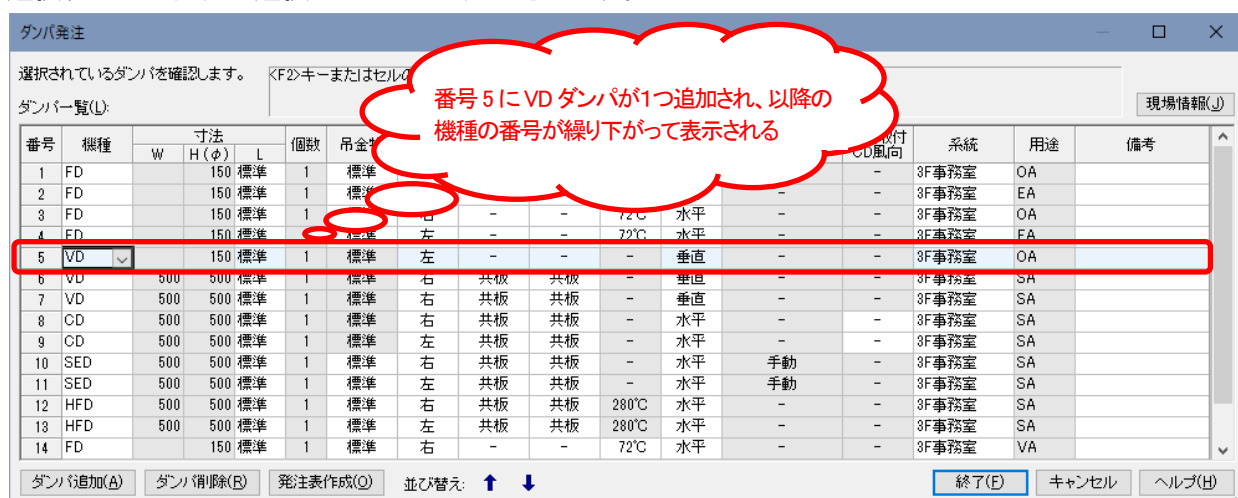 ダンパ発注
選択されているダンパを確認します。 <F2>キーまたはセルの
番号5にVDダンパが1つ追加され、以降の
機種の番号が繰り下がって表示される
ダンパ一覧(L): 現場情報(J)
番号 機種 寸法 個数 吊金 取付 系統 用途 備考
W H(φ) L CD風向
1 FD 150 標準 1 標準 - 3F事務室 OA
2 FD 150 標準 1 標準 - - 3F事務室 EA
3 FD 150 標準 1 標準 右 - - 72℃ 水平 - - 3F事務室 OA
4 FD 150 標準 1 標準 左 - - 72℃ 水平 - - 3F事務室 EA
5 VD 150 標準 1 標準 左 - - - 垂直 - - 3F事務室 OA
6 VD 500 500 標準 1 標準 右 共板 共板 - 垂直 - - 3F事務室 SA
7 VD 500 500 標準 1 標準 右 共板 共板 - 垂直 - - 3F事務室 SA
8 CD 500 500 標準 1 標準 右 共板 共板 - 水平 - - 3F事務室 SA
9 CD 500 500 標準 1 標準 左 共板 共板 - 水平 - - 3F事務室 SA
10 SED 500 500 標準 1 標準 右 共板 共板 - 水平 手動 - 3F事務室 SA
11 SED 500 500 標準 1 標準 左 共板 共板 - 水平 手動 - 3F事務室 SA
12 HFD 500 500 標準 1 標準 右 共板 共板 280℃ 水平 - - 3F事務室 SA
13 HFD 500 500 標準 1 標準 左 共板 共板 280℃ 水平 - - 3F事務室 SA
14 FD 150 標準 1 標準 右 - - 72℃ 水平 - - 3F事務室 VA
ダンパ追加(A) ダンパ削除(R) 発注表作成(O) 並び替え: ↑ ↓ 終了(E) キャンセル ヘルプ(H)